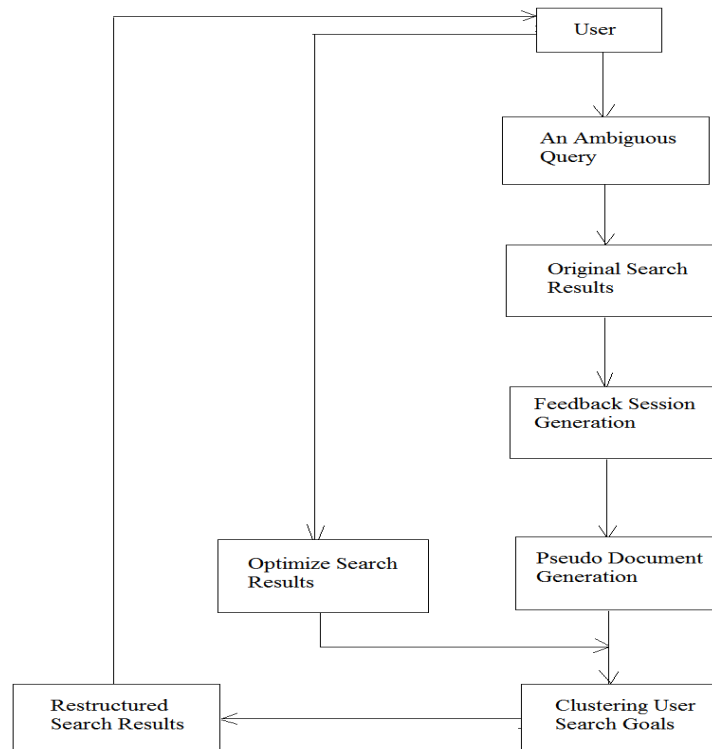 User
An Ambiguous
Query
Original Search
Results
Feedback Session
Generation
Optimize Search
Results
Pseudo Document
Generation
Restructured
Search Results
Clustering User
Search Goals